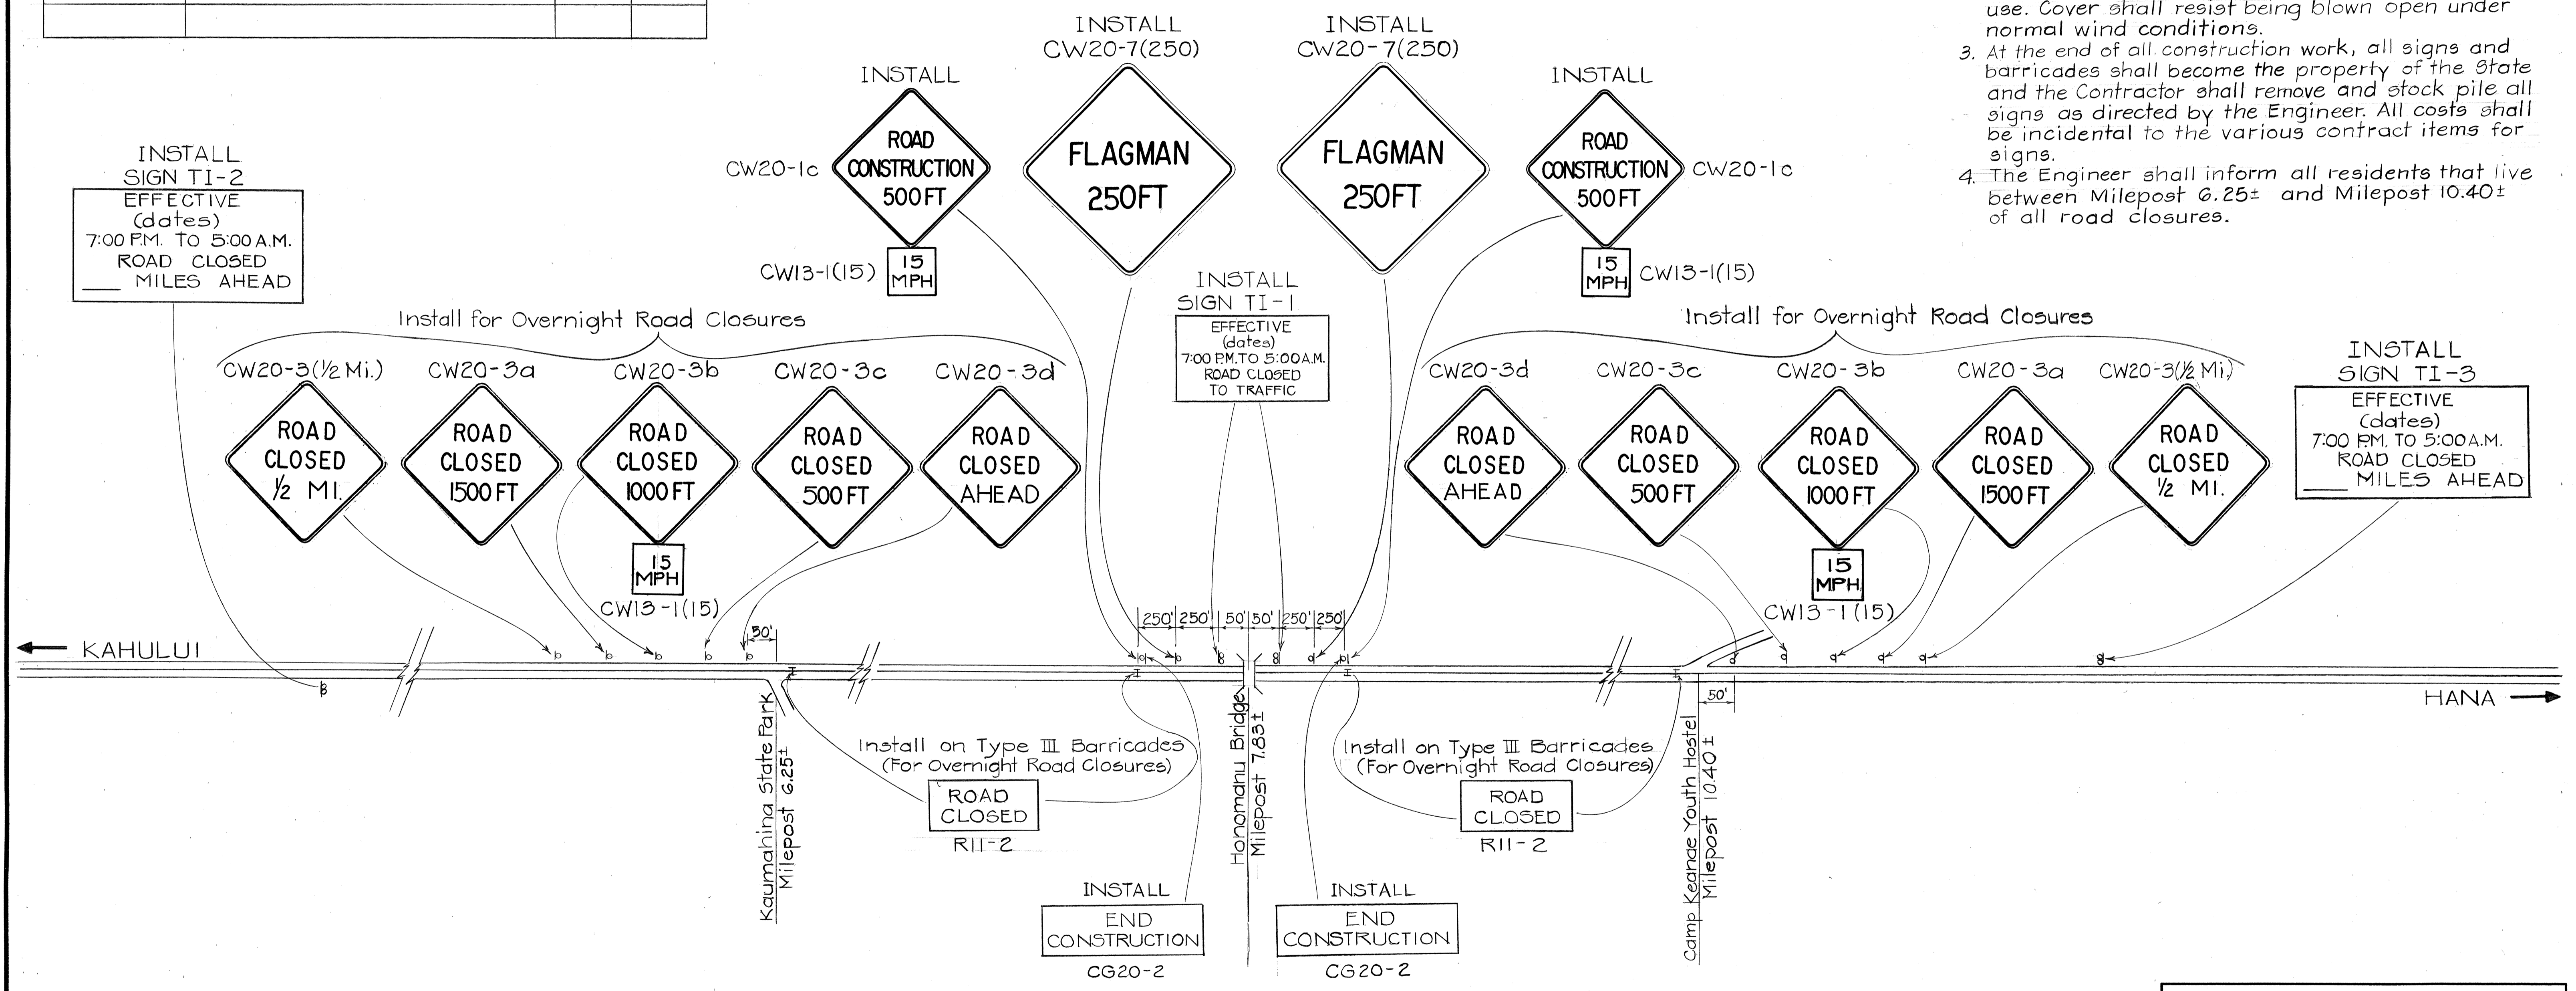 use. Cover shall resist being blown open under
normal wind conditions.
3. At the end of all construction work, all signs and
barricades shall become the property of the State
and the Contractor shall remove and stock pile all
signs as directed by the Engineer. All costs shall
be incidental to the various contract items for
signs.
4. The Engineer shall inform all residents that live
between Milepost 6.25± and Milepost 10.40±
of all road closures.
INSTALL
CW20-7(250)
FLAGMAN
250FT
INSTALL
CW20-7(250)
FLAGMAN
250FT
INSTALL
CW20-1c
ROAD
CONSTRUCTION
500FT
CW13-1(15)
15
MPH
INSTALL
ROAD
CONSTRUCTION
500FT
CW20-1c
15
MPH
CW13-1(15)
INSTALL
SIGN TI-2
EFFECTIVE
(dates)
7:00 P.M. TO 5:00 A.M.
ROAD CLOSED
____ MILES AHEAD
INSTALL
SIGN TI-1
EFFECTIVE
(dates)
7:00 P.M. TO 5:00 A.M.
ROAD CLOSED
TO TRAFFIC
Install for Overnight Road Closures
CW20-3(½ Mi.)
ROAD
CLOSED
½ MI.
CW20-3a
ROAD
CLOSED
1500FT
CW20-3b
ROAD
CLOSED
1000FT
15
MPH
CW13-1(15)
CW20-3c
ROAD
CLOSED
500FT
CW20-3d
ROAD
CLOSED
AHEAD
Install for Overnight Road Closures
CW20-3d
ROAD
CLOSED
AHEAD
CW20-3c
ROAD
CLOSED
500FT
CW20-3b
ROAD
CLOSED
1000FT
15
MPH
CW13-1(15)
CW20-3a
ROAD
CLOSED
1500FT
CW20-3(½ Mi.)
ROAD
CLOSED
½ MI.
INSTALL
SIGN TI-3
EFFECTIVE
(dates)
7:00 P.M. TO 5:00 A.M.
ROAD CLOSED
____ MILES AHEAD
KAHULUI
50'
250' 250' 50' 50' 250' 250'
50'
HANA
Kaumahina State Park
Milepost 6.25±
Honomanu Bridge
Milepost 7.83±
Camp Keanae Youth Hostel
Milepost 10.40±
Install on Type III Barricades
(For Overnight Road Closures)
ROAD
CLOSED
R11-2
Install on Type III Barricades
(For Overnight Road Closures)
ROAD
CLOSED
R11-2
INSTALL
END
CONSTRUCTION
CG20-2
INSTALL
END
CONSTRUCTION
CG20-2